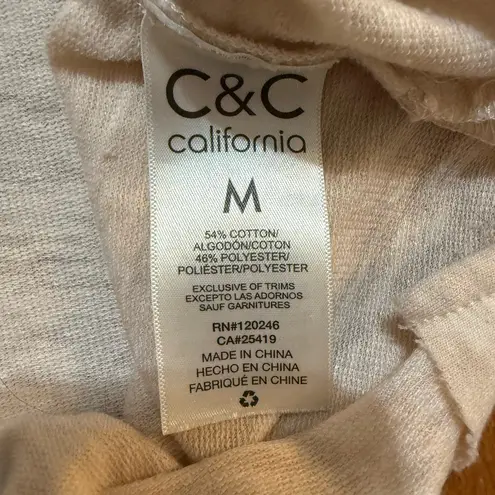 C&C
california
M
54% COTTON/
ALGODÓN/COTON
46% POLYESTER/
POLIÉSTER/POLYESTER
EXCLUSIVE OF TRIMS
EXCEPTO LAS ADORNOS
SAUF GARNITURES
RN#120246
CA#25419
MADE IN CHINA
HECHO EN CHINA
FABRIQUÉ EN CHINE